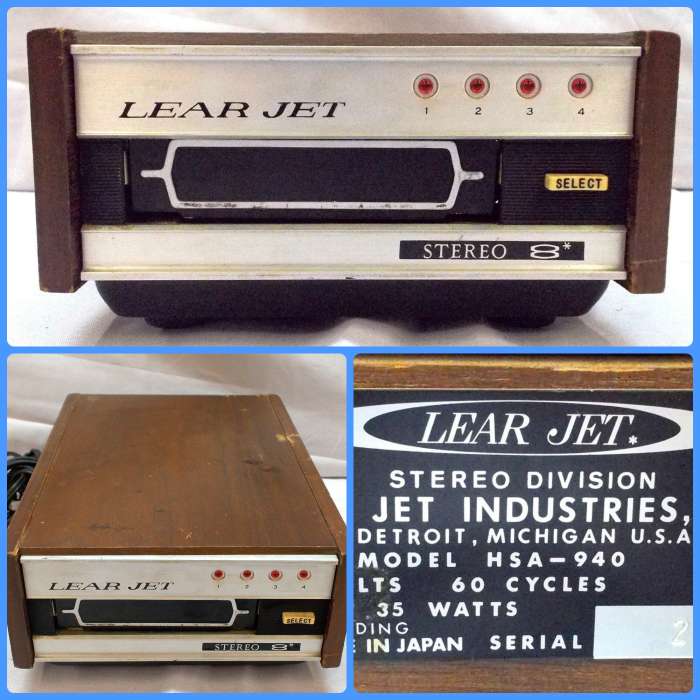 LEAR JET
1 2 3 4
SELECT
STEREO 8*
LEAR JET
1 2 3 4
SELECT
STEREO 8*
LEAR JET*
STEREO DIVISION
JET INDUSTRIES,
DETROIT, MICHIGAN U.S.A
MODEL HSA-940
LTS 60 CYCLES
35 WATTS
DING
IN JAPAN SERIAL 2